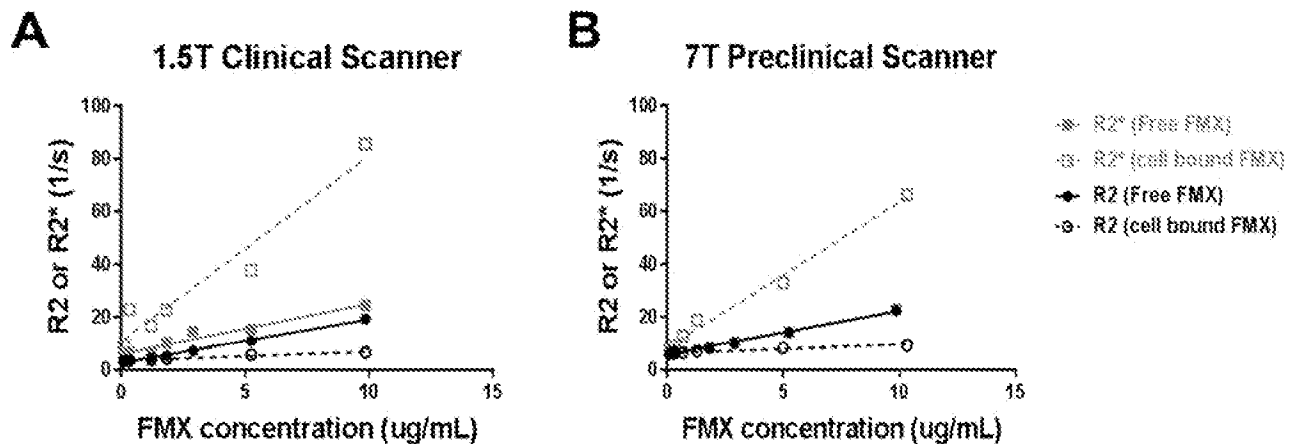 A
1.5T Clinical Scanner
R2 or R2* (1/s)
100
80
60
40
20
0
0 5 10 15
FMX concentration (ug/mL)
B
7T Preclinical Scanner
R2 or R2* (1/s)
100
80
60
40
20
0
0 5 10 15
FMX concentration (ug/mL)
R2* (Free FMX)
R2* (cell bound FMX)
R2 (Free FMX)
R2 (cell bound FMX)